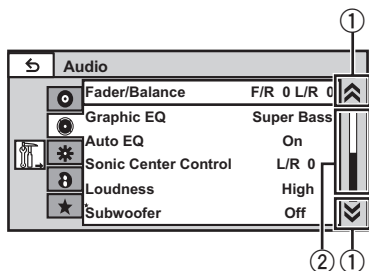 ①
Audio
Fader/Balance F/R 0 L/R 0
Graphic EQ Super Bass
Auto EQ On
Sonic Center Control L/R 0
Loudness High
Subwoofer Off
② ①